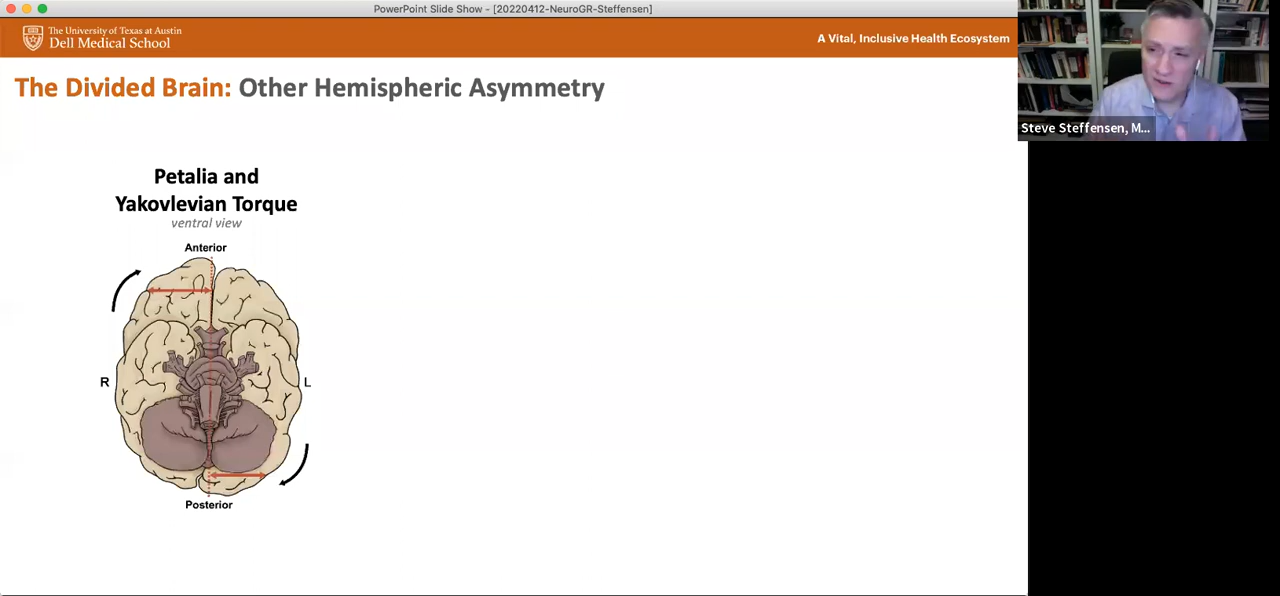 PowerPoint Slide Show - [20220412-NeuroGR-Steffensen]
The University of Texas at Austin
Dell Medical School
A Vital, Inclusive Health Ecosystem
Steve Steffensen, M...
The Divided Brain: Other Hemispheric Asymmetry
Petalia and
Yakovlevian Torque
ventral view
Anterior
R
L
Posterior